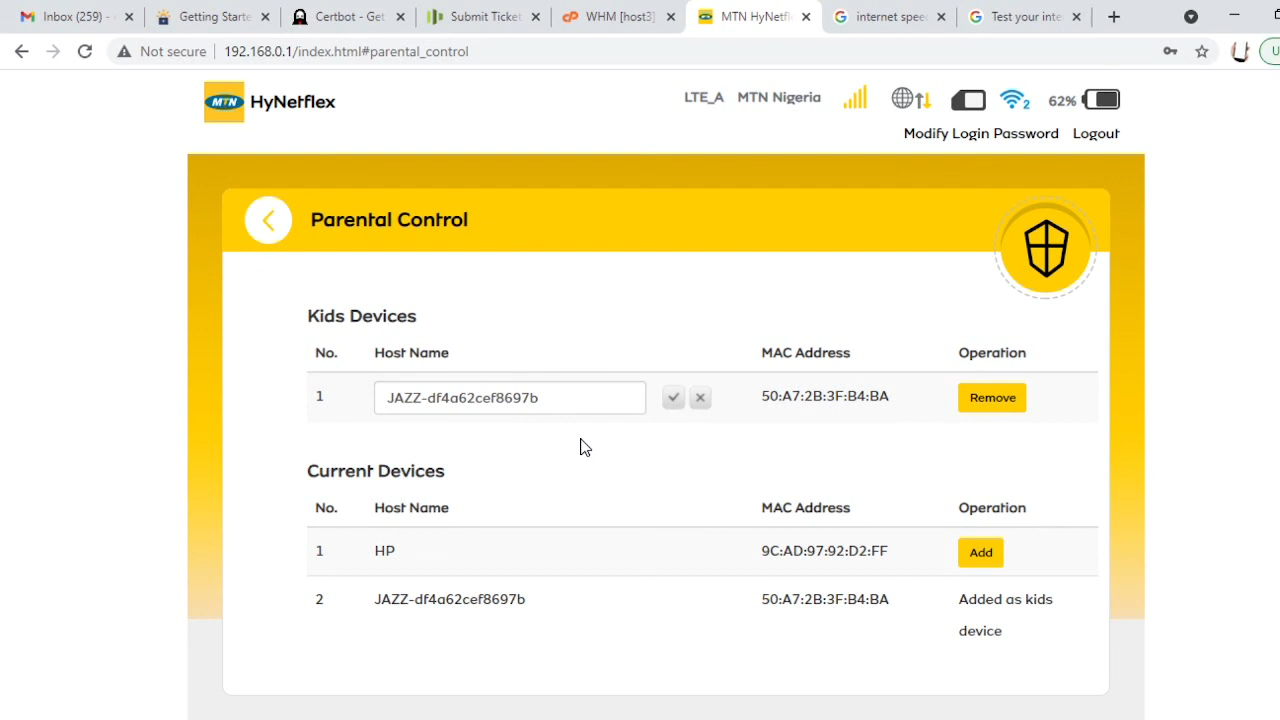 Inbox (259) -
Getting Starte
Certbot - Get
Submit Ticket
WHM [host3]
MTN HyNetfl
internet speed
Test your inte
Not secure
192.168.0.1/index.html#parental_control
U
MTN HyNetflex
LTE_A MTN Nigeria 2 62%
Modify Login Password Logout
Parental Control
Kids Devices
No. Host Name MAC Address Operation
1 JAZZ-df4a62cef8697b 50:A7:2B:3F:B4:BA Remove
Current Devices
No. Host Name MAC Address Operation
1 HP 9C:AD:97:92:D2:FF Add
2 JAZZ-df4a62cef8697b 50:A7:2B:3F:B4:BA Added as kids
device